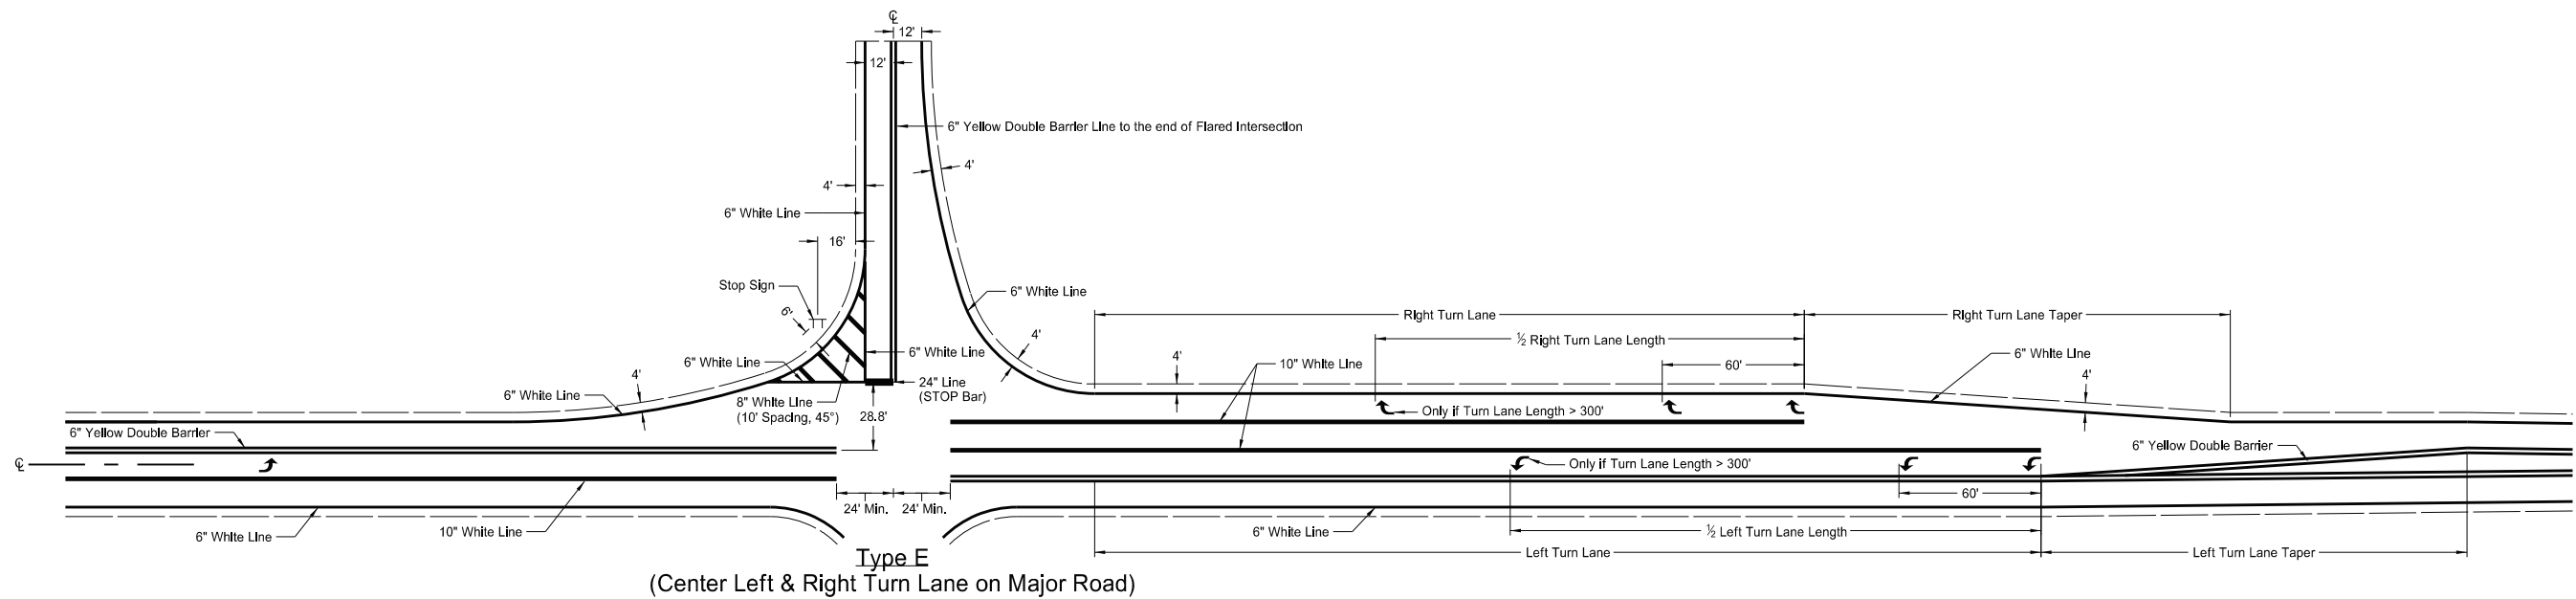 ℄
12'
12'
6" Yellow Double Barrier Line to the end of Flared Intersection
4'
4'
6" White Line
16'
Stop Sign
6'
6" White Line
4'
Right Turn Lane
Right Turn Lane Taper
½ Right Turn Lane Length
6" White Line
6" White Line
6" White Line
4'
10" White Line
60'
4'
4'
24" Line
(STOP Bar)
6" White Line
8" White Line
(10' Spacing, 45°)
28.8'
Only if Turn Lane Length > 300'
6" Yellow Double Barrier
6" Yellow Double Barrier
℄
Only if Turn Lane Length > 300'
60'
24' Min.
24' Min.
6" White Line
10" White Line
6" White Line
½ Left Turn Lane Length
Left Turn Lane
Left Turn Lane Taper
Type E
(Center Left & Right Turn Lane on Major Road)